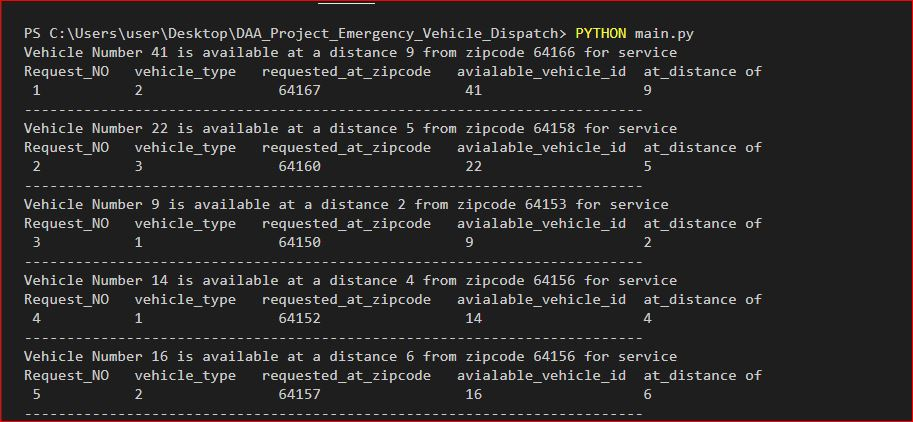 PS C:\Users\user\Desktop\DAA_Project_Emergency_Vehicle_Dispatch> PYTHON main.py
Vehicle Number 41 is available at a distance 9 from zipcode 64166 for service
Request_NO   vehicle_type   requested_at_zipcode   avialable_vehicle_id  at_distance of
1           2                64167                 41                   9
-------------------------------------------------------------------------
Vehicle Number 22 is available at a distance 5 from zipcode 64158 for service
Request_NO   vehicle_type   requested_at_zipcode   avialable_vehicle_id  at_distance of
2           3                64160                 22                   5
-------------------------------------------------------------------------
Vehicle Number 9 is available at a distance 2 from zipcode 64153 for service
Request_NO   vehicle_type   requested_at_zipcode   avialable_vehicle_id  at_distance of
3           1                64150                 9                    2
-------------------------------------------------------------------------
Vehicle Number 14 is available at a distance 4 from zipcode 64156 for service
Request_NO   vehicle_type   requested_at_zipcode   avialable_vehicle_id  at_distance of
4           1                64152                 14                   4
-------------------------------------------------------------------------
Vehicle Number 16 is available at a distance 6 from zipcode 64156 for service
Request_NO   vehicle_type   requested_at_zipcode   avialable_vehicle_id  at_distance of
5           2                64157                 16                   6
-------------------------------------------------------------------------